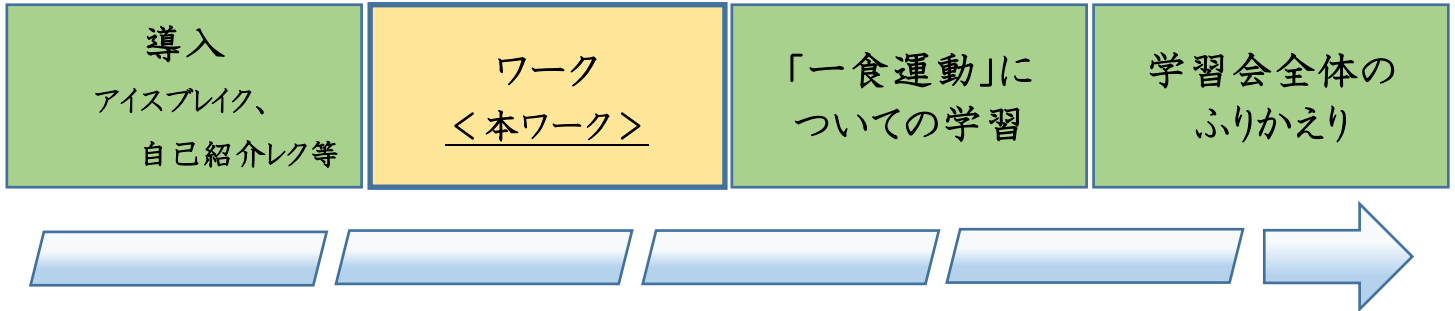 導入
アイスブレイク、
自己紹介レク等
ワーク
＜本ワーク＞
「一食運動」に
ついての学習
学習会全体の
ふりかえり